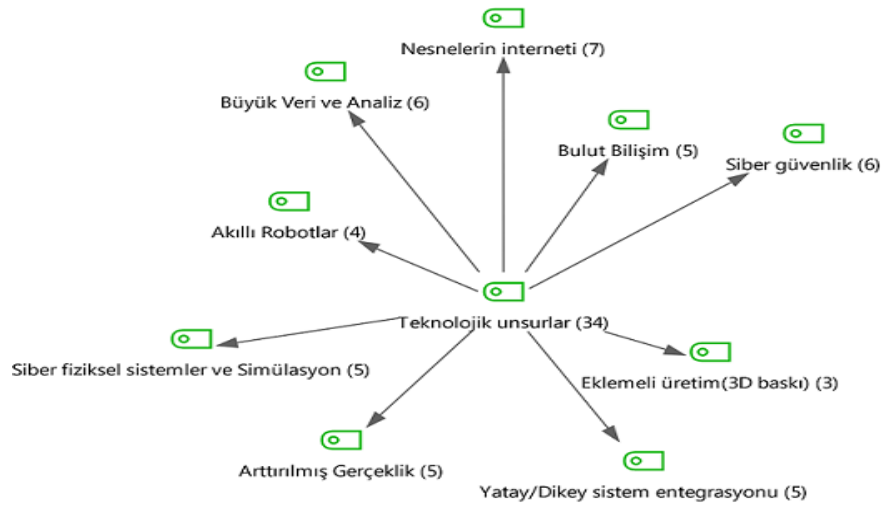 Nesnelerin interneti (7)
Büyük Veri ve Analiz (6)
Bulut Bilişim (5)
Siber güvenlik (6)
Akıllı Robotlar (4)
Teknolojik unsurlar (34)
Siber fiziksel sistemler ve Simülasyon (5)
Eklemeli üretim(3D baskı) (3)
Arttırılmış Gerçeklik (5)
Yatay/Dikey sistem entegrasyonu (5)